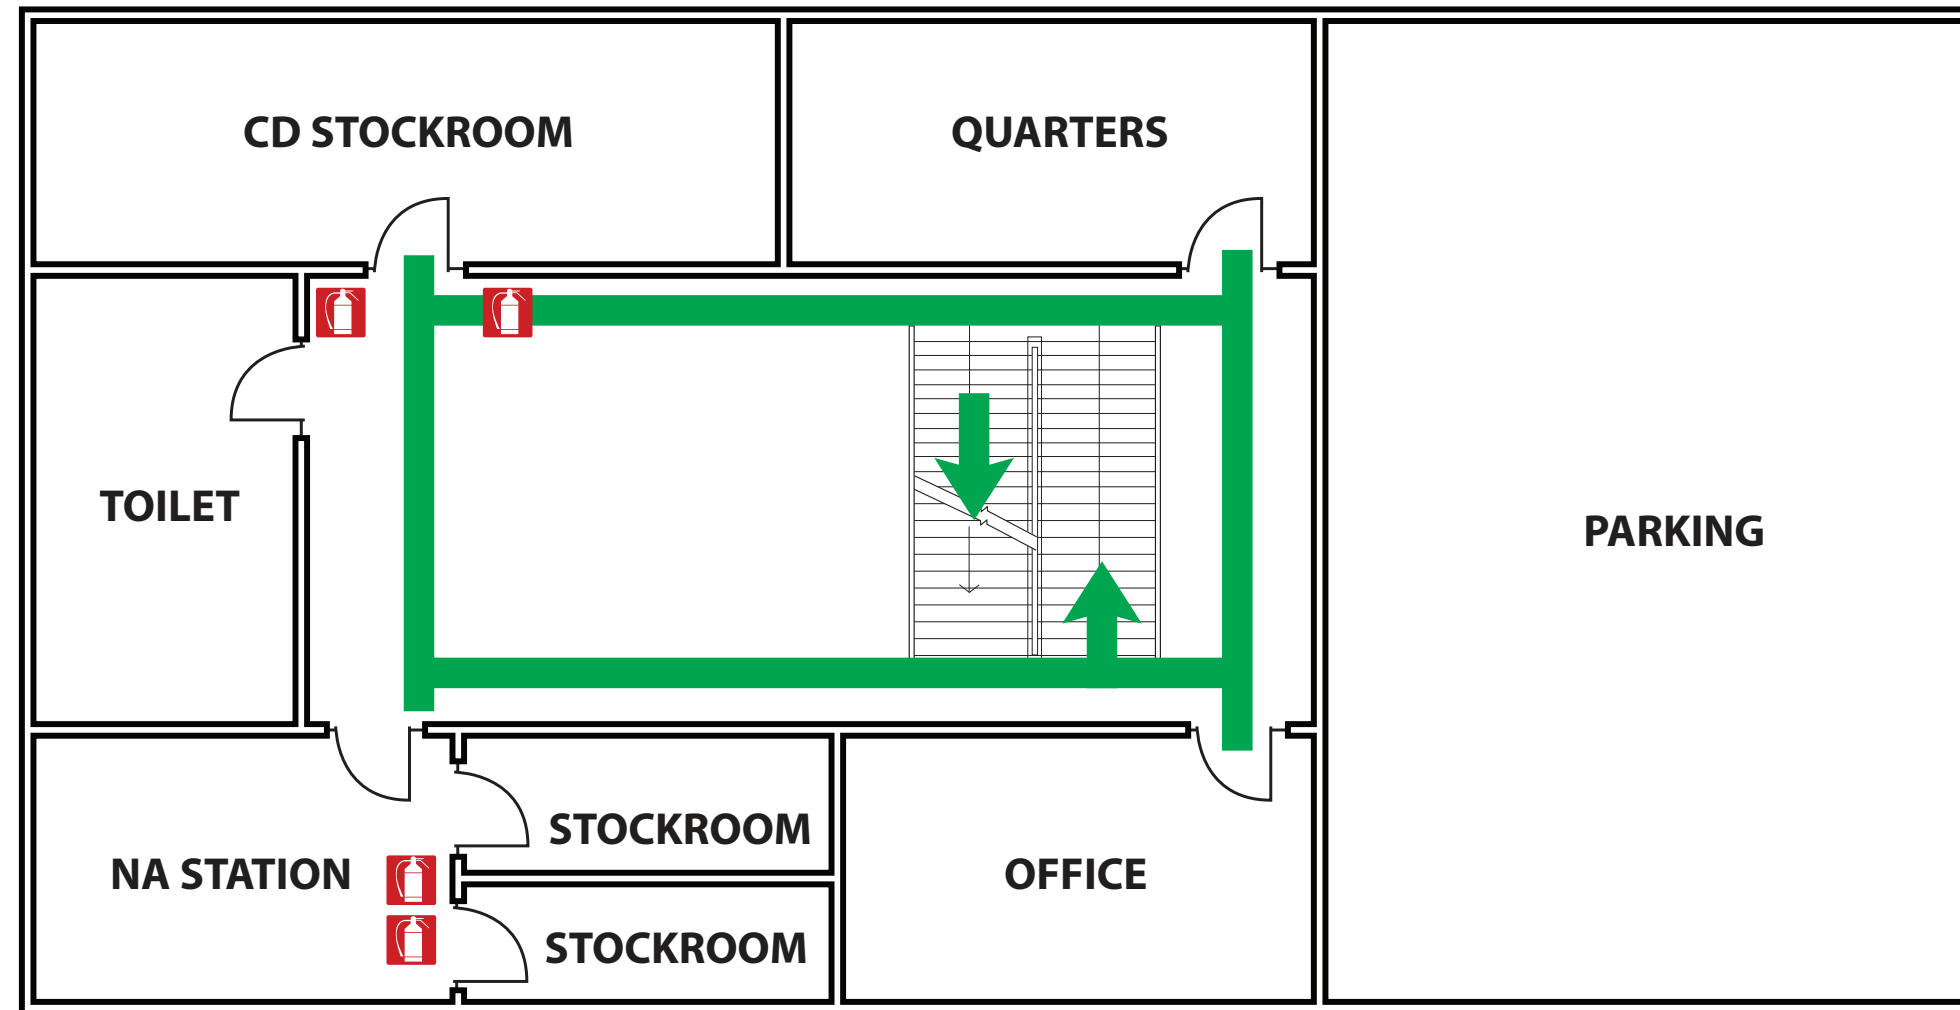 CD STOCKROOM
QUARTERS
TOILET
PARKING
STOCKROOM
NA STATION
OFFICE
STOCKROOM